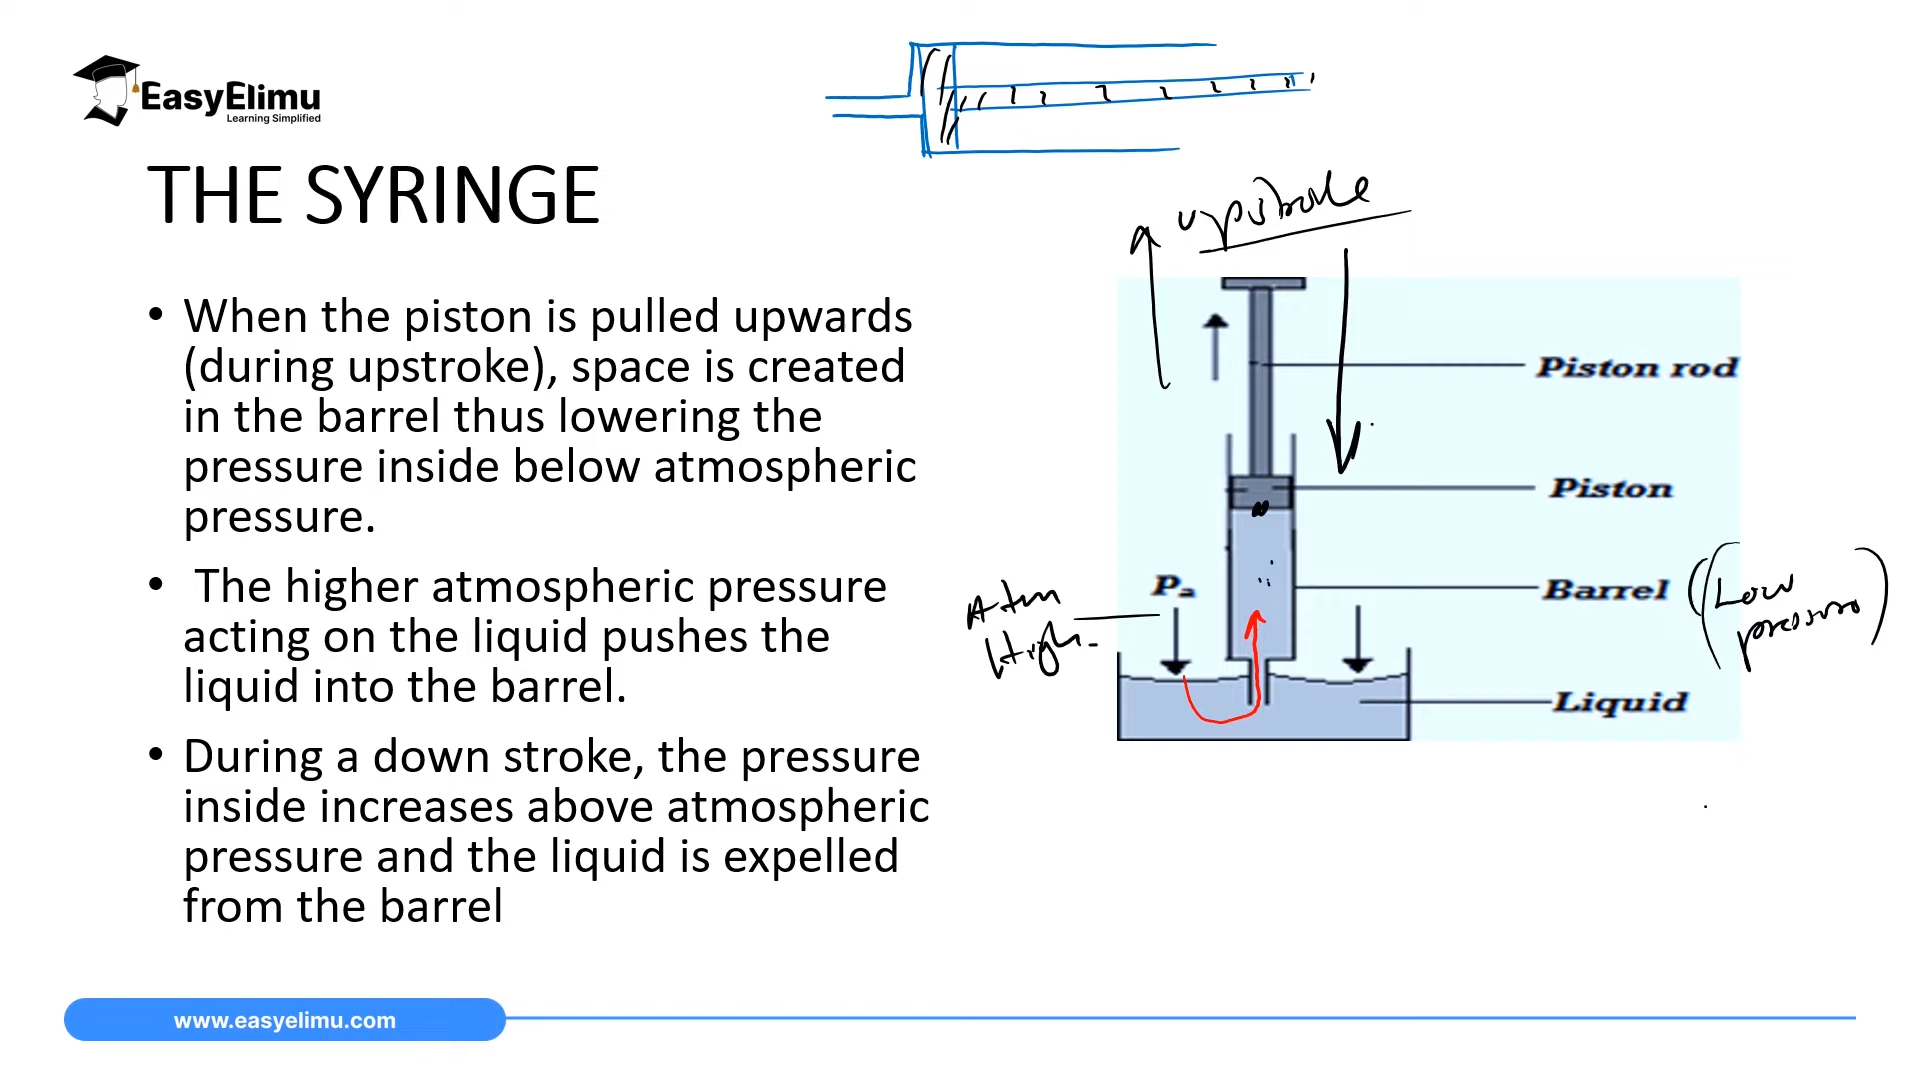 EasyElimu
Learning Simplified
THE SYRINGE
upstroke
• When the piston is pulled upwards
(during upstroke), space is created
in the barrel thus lowering the
pressure inside below atmospheric
pressure.
• The higher atmospheric pressure
acting on the liquid pushes the
liquid into the barrel.
• During a down stroke, the pressure
inside increases above atmospheric
pressure and the liquid is expelled
from the barrel
Piston rod
Piston
Pa
Barrel
(Low
pressure)
Atm
High
Liquid
www.easyelimu.com